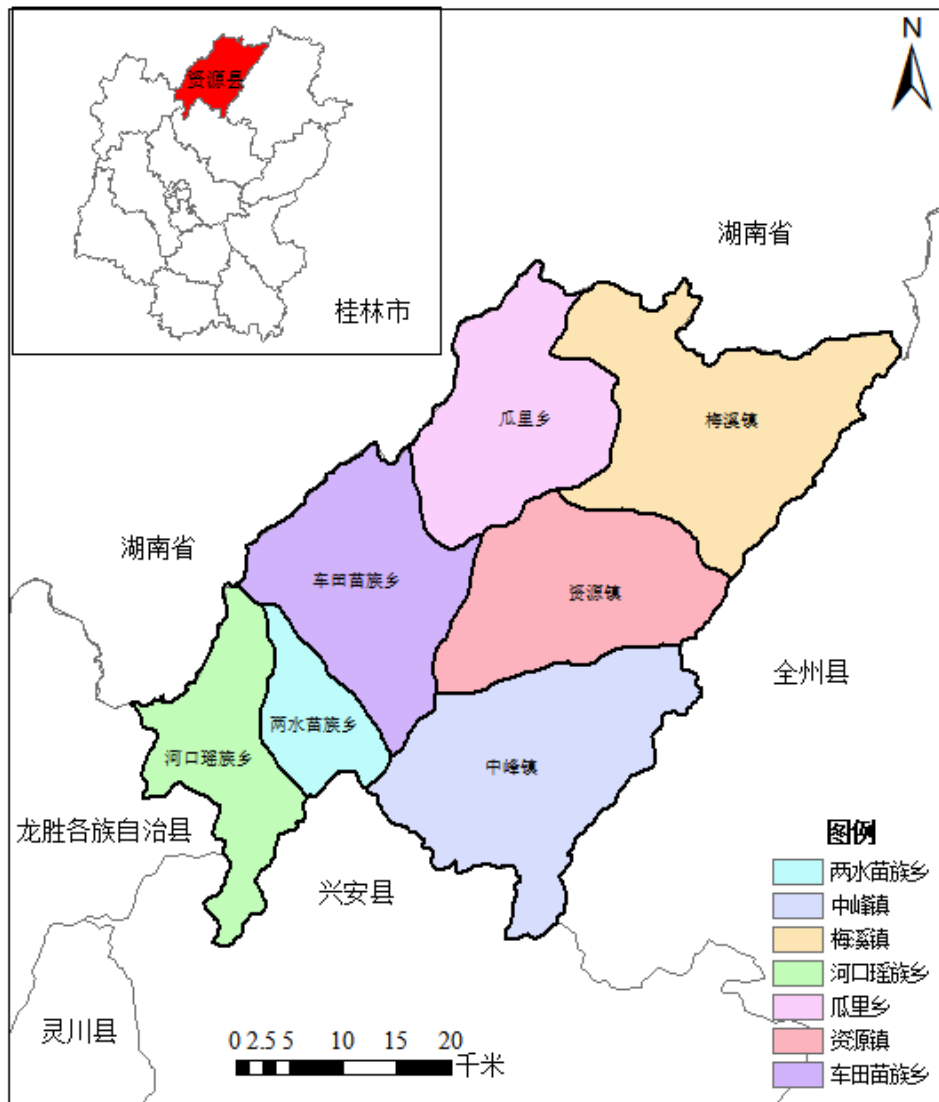 资源县
桂林市
N
湖南省
瓜里乡
梅溪镇
湖南省
车田苗族乡
资源镇
全州县
两水苗族乡
河口瑶族乡
中峰镇
龙胜各族自治县
兴安县
灵川县
图例
两水苗族乡
中峰镇
梅溪镇
河口瑶族乡
瓜里乡
资源镇
车田苗族乡
0 2.5 5 10 15 20
千米